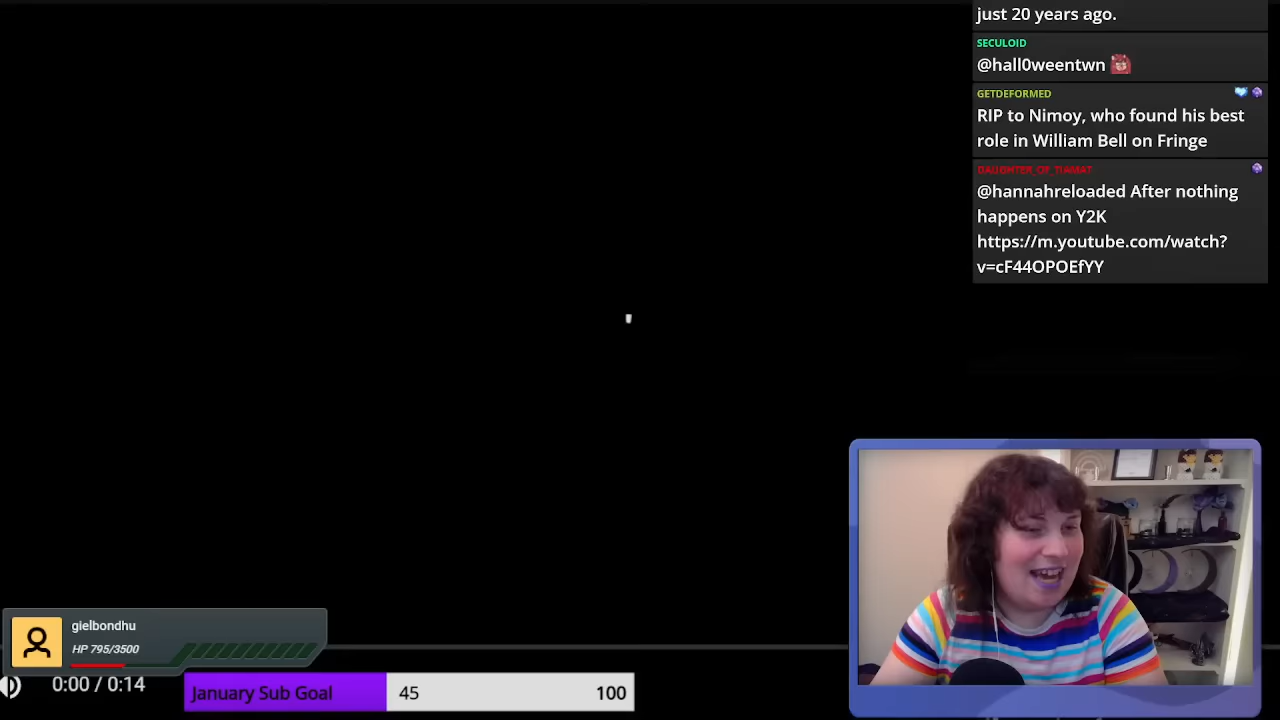 just 20 years ago.
SECULOID
@hall0weentwn
GETDEFORMED
RIP to Nimoy, who found his best
role in William Bell on Fringe
DAUGHTER_OF_TIAMAT
@hannahreloaded After nothing
happens on Y2K
https://m.youtube.com/watch?
v=cF44OPOEfYY
gielbondhu
HP 795/3500
0:00 / 0:14
January Sub Goal
45
100